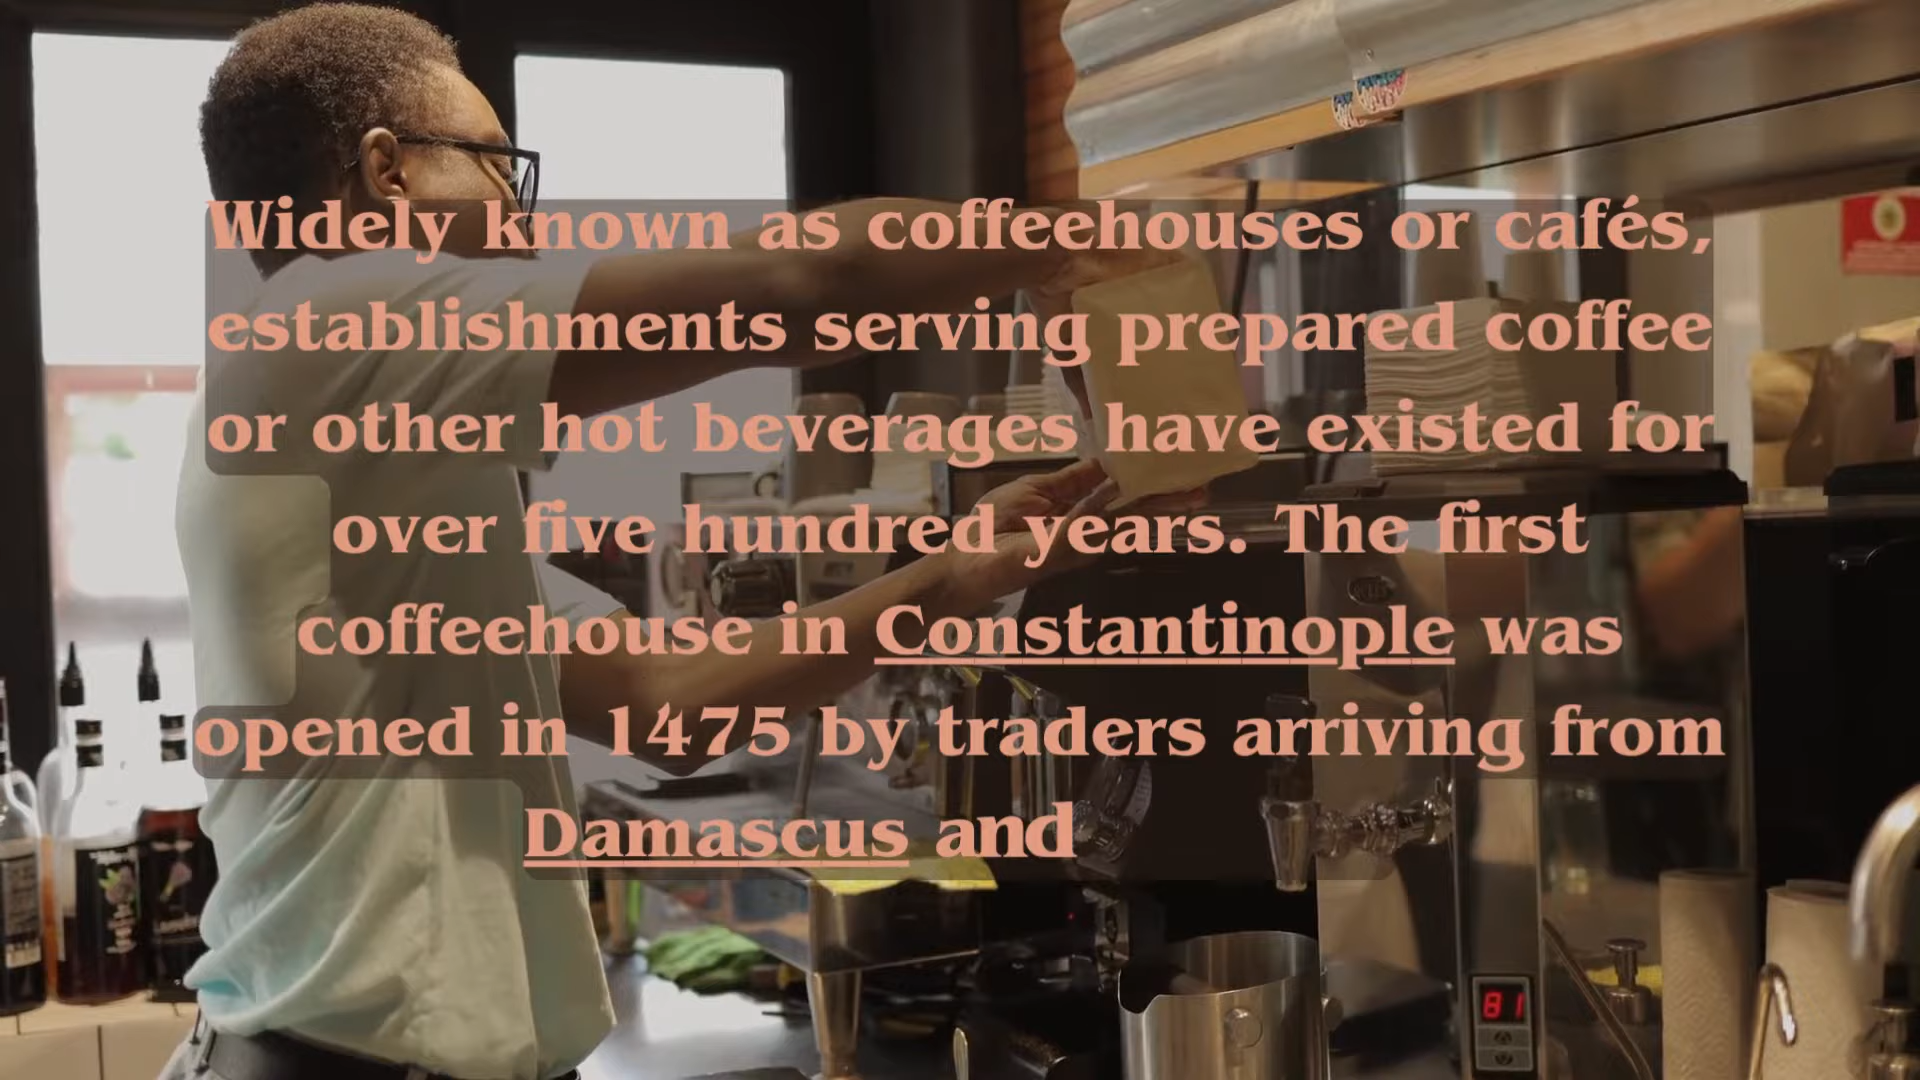 Widely known as coffeehouses or cafés,
establishments serving prepared coffee
or other hot beverages have existed for
over five hundred years. The first
coffeehouse in Constantinople was
opened in 1475 by traders arriving from
Damascus and
81